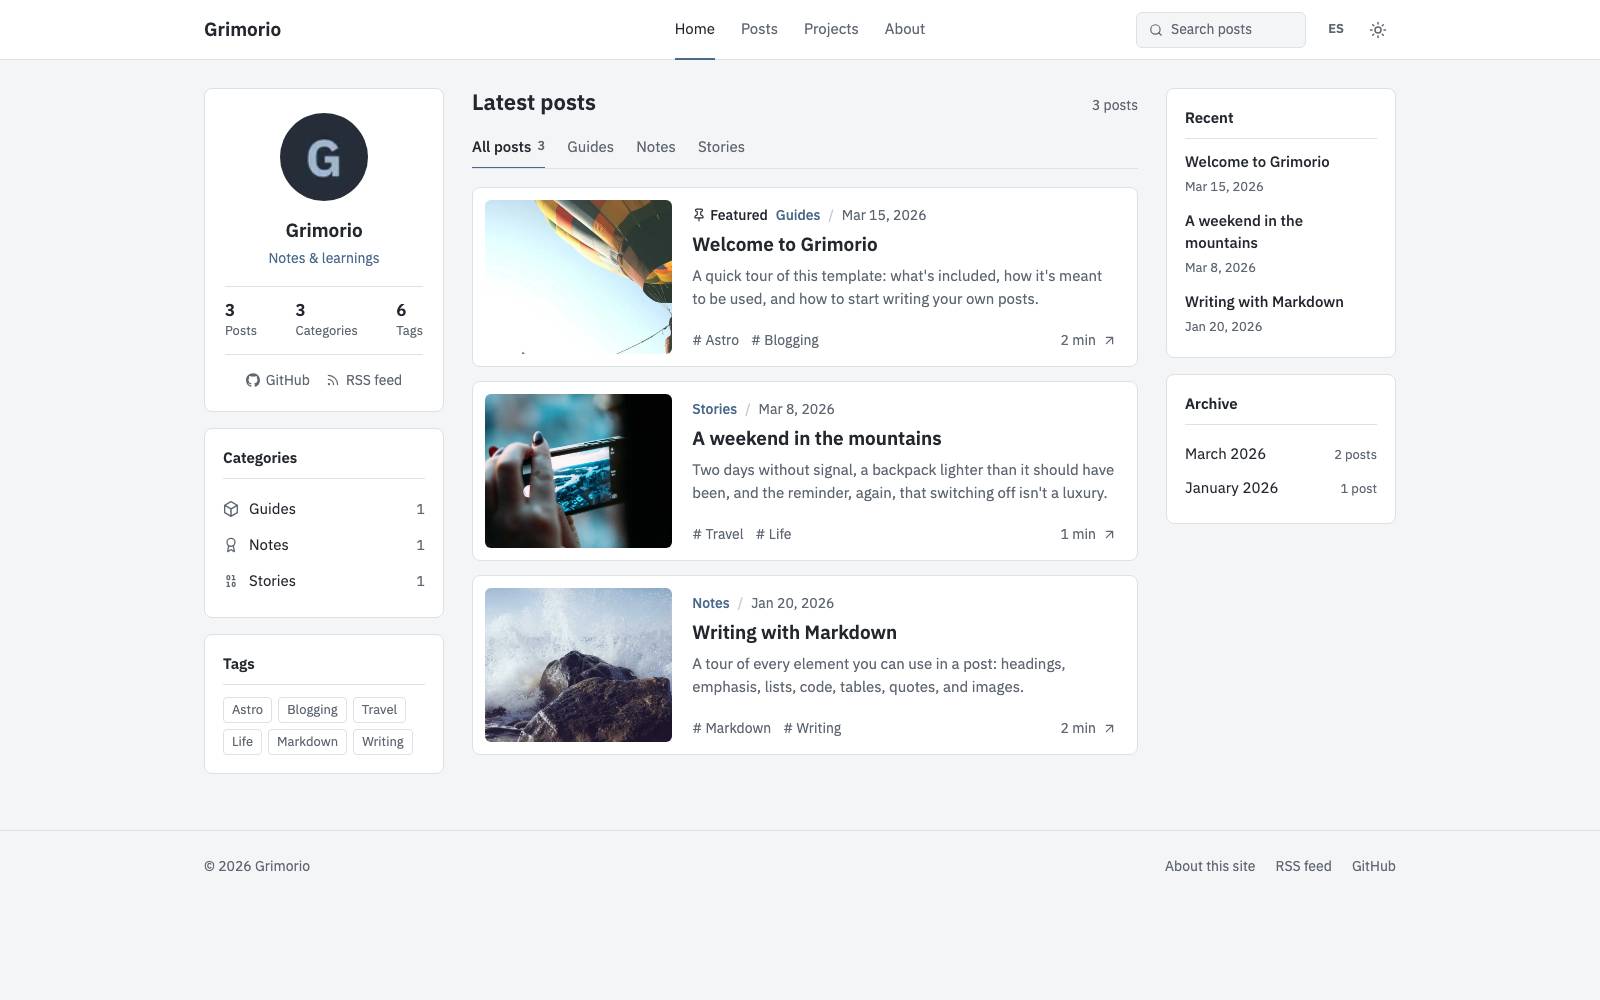 Grimorio
Home Posts Projects About
Search posts
ES
G
Grimorio
Notes & learnings
3 Posts
3 Categories
6 Tags
GitHub RSS feed
Categories
Guides 1
Notes 1
Stories 1
Tags
Astro Blogging Travel
Life Markdown Writing
Latest posts
3 posts
All posts 3 Guides Notes Stories
Featured Guides / Mar 15, 2026
Welcome to Grimorio
A quick tour of this template: what's included, how it's meant
to be used, and how to start writing your own posts.
# Astro # Blogging 2 min
Stories / Mar 8, 2026
A weekend in the mountains
Two days without signal, a backpack lighter than it should have
been, and the reminder, again, that switching off isn't a luxury.
# Travel # Life 1 min
Notes / Jan 20, 2026
Writing with Markdown
A tour of every element you can use in a post: headings,
emphasis, lists, code, tables, quotes, and images.
# Markdown # Writing 2 min
Recent
Welcome to Grimorio
Mar 15, 2026
A weekend in the
mountains
Mar 8, 2026
Writing with Markdown
Jan 20, 2026
Archive
March 2026 2 posts
January 2026 1 post
© 2026 Grimorio
About this site RSS feed GitHub